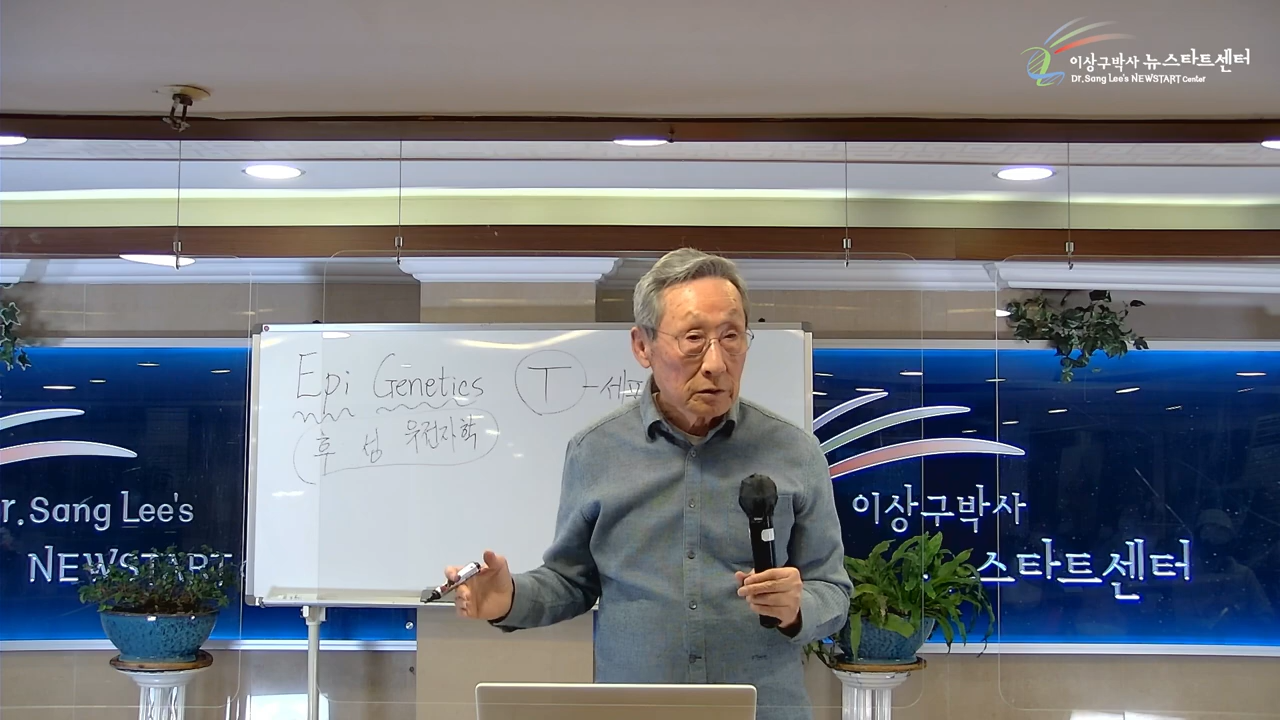 이상구박사 뉴스타트센터
Dr. Sang Lee's NEWSTART Center
Epi Genetics T - 세포
후 성 유전자학
r. Sang Lee's
NEWSTART
이상구박사
스타트센터